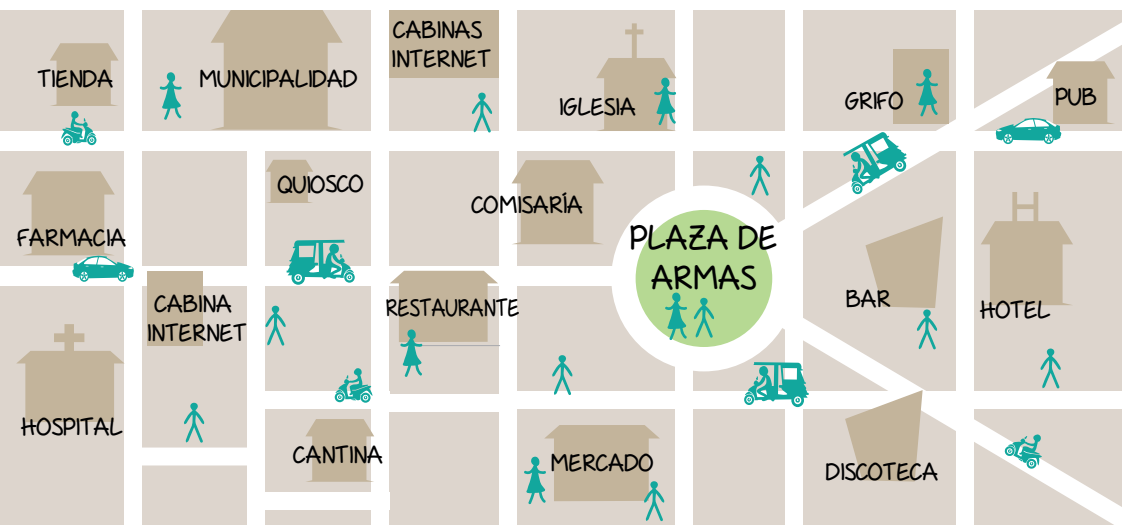 CABINAS
INTERNET
TIENDA
MUNICIPALIDAD
IGLESIA
GRIFO
PUB
QUIOSCO
COMISARÍA
FARMACIA
PLAZA DE
ARMAS
CABINA
INTERNET
RESTAURANTE
BAR
HOTEL
HOSPITAL
CANTINA
MERCADO
DISCOTECA